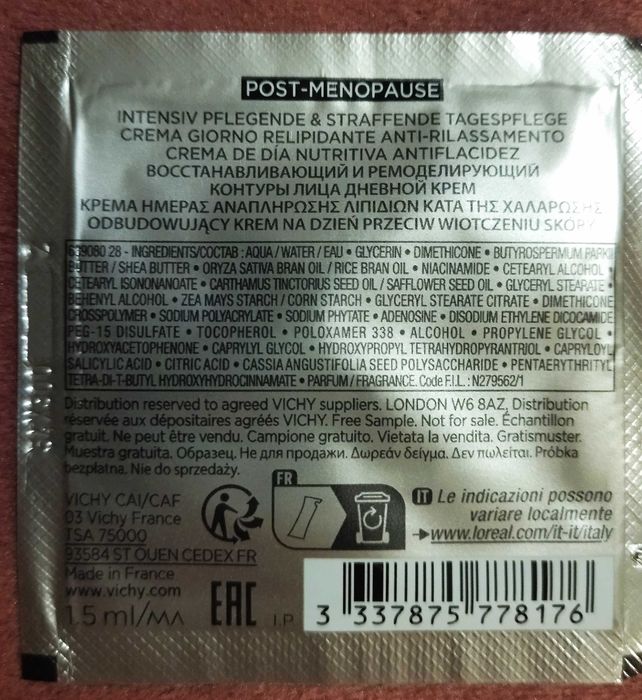 POST-MENOPAUSE
INTENSIV PFLEGENDE & STRAFFENDE TAGESPFLEGE
CREMA GIORNO RELIPIDANTE ANTI-RILASSAMENTO
CREMA DE DÍA NUTRITIVA ANTIFLACIDEZ
ВОССТАНАВЛИВАЮЩИЙ И РЕМОДЕЛИРУЮЩИЙ
КОНТУРЫ ЛИЦА ДНЕВНОЙ КРЕМ
ΚΡΕΜΑ ΗΜΕΡΑΣ ΑΝΑΠΛΗΡΩΣΗΣ ΛΙΠΙΔΙΩΝ ΚΑΤΑ ΤΗΣ ΧΑΛΑΡΩΣΗΣ
ODBUDOWUJĄCY KREM NA DZIEŃ PRZECIW WIOTCZENIU SKÓRY
G39080 28 - INGREDIENTS/СОСТАВ : AQUA / WATER / EAU • GLYCERIN • DIMETHICONE • BUTYROSPERMUM PARKII
BUTTER / SHEA BUTTER • ORYZA SATIVA BRAN OIL / RICE BRAN OIL • NIACINAMIDE • CETEARYL ALCOHOL •
CETEARYL ISONONANOATE • CARTHAMUS TINCTORIUS SEED OIL / SAFFLOWER SEED OIL • GLYCERYL STEARATE •
BEHENYL ALCOHOL • ZEA MAYS STARCH / CORN STARCH • GLYCERYL STEARATE CITRATE • DIMETHICONE
CROSSPOLYMER • SODIUM POLYACRYLATE • SODIUM PHYTATE • ADENOSINE • DISODIUM ETHYLENE DICOCAMIDE
PEG-15 DISULFATE • TOCOPHEROL • POLOXAMER 338 • ALCOHOL • PROPYLENE GLYCOL •
HYDROXYACETOPHENONE • CAPRYLYL GLYCOL • HYDROXYPROPYL TETRAHYDROPYRANTRIOL • CAPRYLOYL
SALICYLIC ACID • CITRIC ACID • CASSIA ANGUSTIFOLIA SEED POLYSACCHARIDE • PENTAERYTHRITYL
TETRA-DI-T-BUTYL HYDROXYHYDROCINNAMATE • PARFUM / FRAGRANCE. Code F.I.L. : N279562/1
Distribution reserved to agreed VICHY suppliers. LONDON W6 8AZ, Distribution
réservée aux dépositaires agréés VICHY. Free Sample. Not for sale. Échantillon
gratuit. Ne peut être vendu. Campione gratuito. Vietata la vendita. Gratismuster.
Muestra gratuita. Образец. Не для продажи. Δωρεάν δείγμα. Δεν πωλείται. Próbka
bezpłatna. Nie do sprzedaży.
VICHY CAI/CAF
03 Vichy France
TSA 75000
93584 ST OUEN CEDEX FR
Made in France
www.vichy.com
1.5 ml/мл
EAC
I.P
FR
IT Le indicazioni possono
variare localmente
www.loreal.com/it-it/italy
3 337875 778176